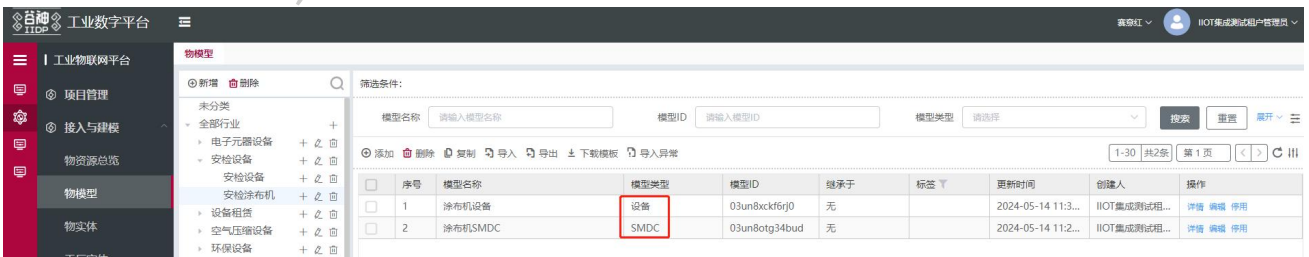 谷神 IIDP 工业数字平台
赛意红
IIOT集成测试租户管理员
工业物联网平台
项目管理
接入与建模
物资源总览
物模型
物实体
物模型
新增 删除
未分类
全部行业
电子元器设备
安检设备
安检设备
安检涂布机
设备租赁
空气压缩设备
环保设备
筛选条件:
模型名称 请输入模型名称 模型ID 请输入模型ID 模型类型 请选择 搜索 重置 展开
添加 删除 复制 导入 导出 下载模板 导入异常 1-30 共2条 第1页
序号 模型名称 模型类型 模型ID 继承于 标签 更新时间 创建人 操作
1 涂布机设备 设备 03un8xckf6rj0 无 2024-05-14 11:3... IIOT集成测试租... 详情 编辑 停用
2 涂布机SMDC SMDC 03un8otg34bud 无 2024-05-14 11:2... IIOT集成测试租... 详情 编辑 停用